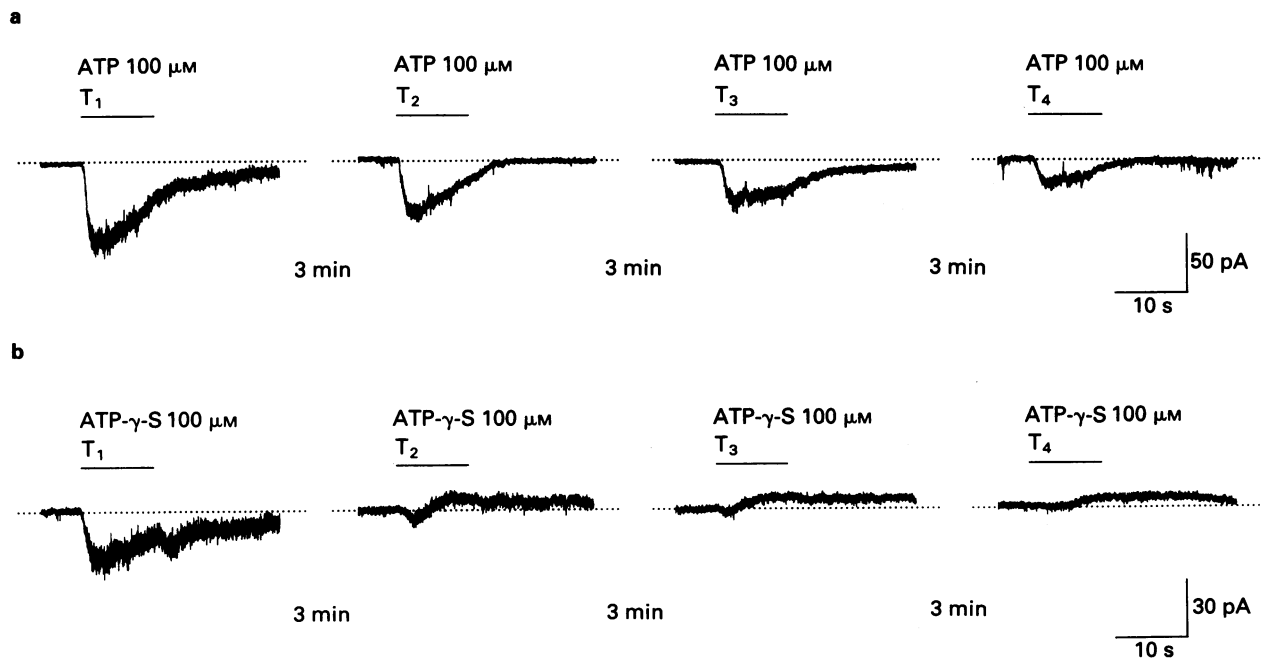 a
ATP 100 μM ATP 100 μM ATP 100 μM ATP 100 μM
T1 T2 T3 T4
3 min 3 min 3 min
50 pA
10 s
b
ATP-γ-S 100 μM ATP-γ-S 100 μM ATP-γ-S 100 μM ATP-γ-S 100 μM
T1 T2 T3 T4
3 min 3 min 3 min
30 pA
10 s